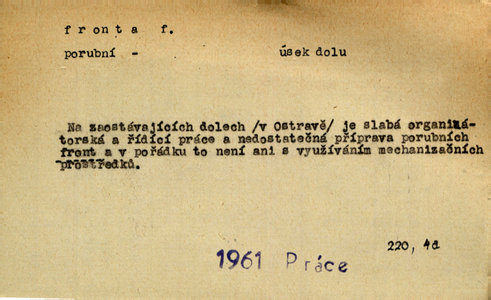 fronta f.
porubní - úsek dolu
Na zaostávajících dolech /v Ostravě/ je slabá organizá-
torská a řídící práce a nedostatečná příprava porubních
front a v pořádku to není ani s využíváním mechanizačních
prostředků.
220, 4d
1961 Práce